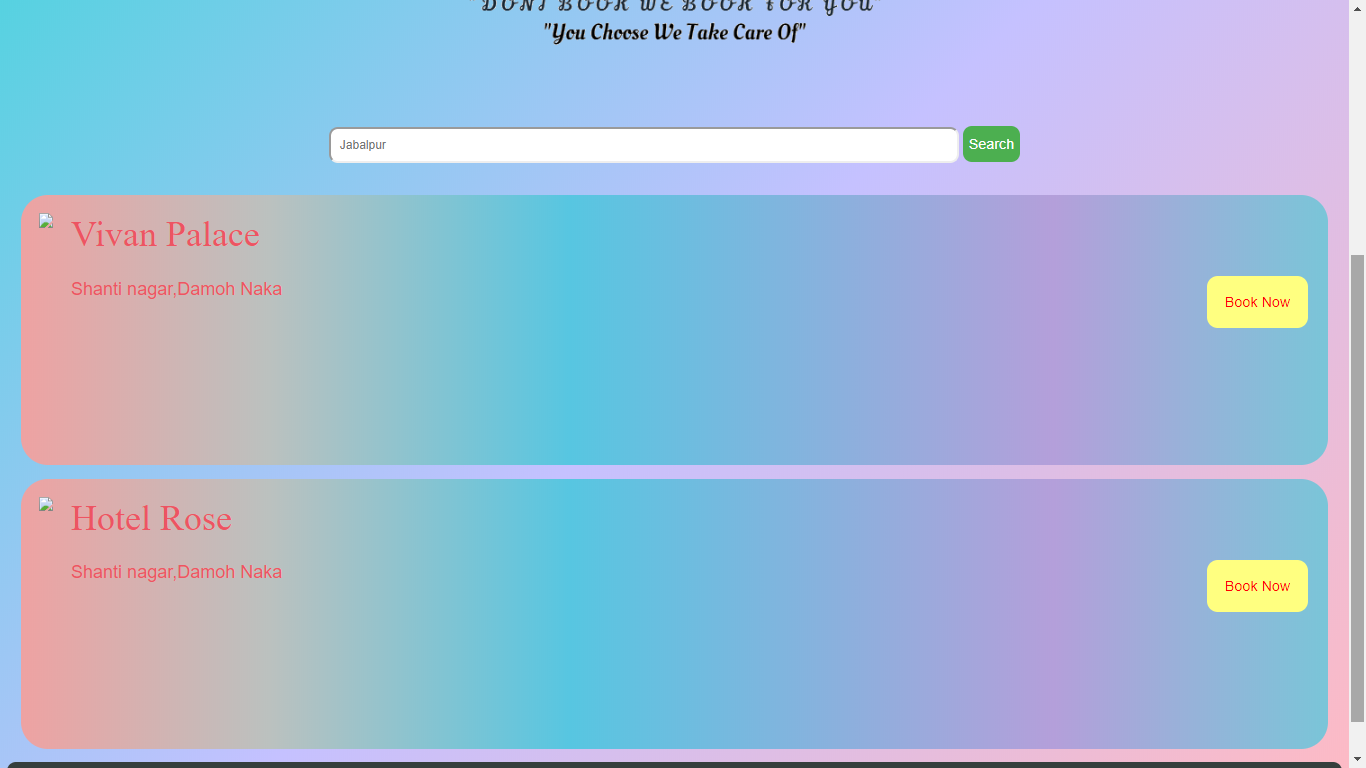 "DONT BOOK WE BOOK FOR YOU"
"You Choose We Take Care Of"
Jabalpur
Search
Vivan Palace
Shanti nagar,Damoh Naka
Book Now
Hotel Rose
Shanti nagar,Damoh Naka
Book Now